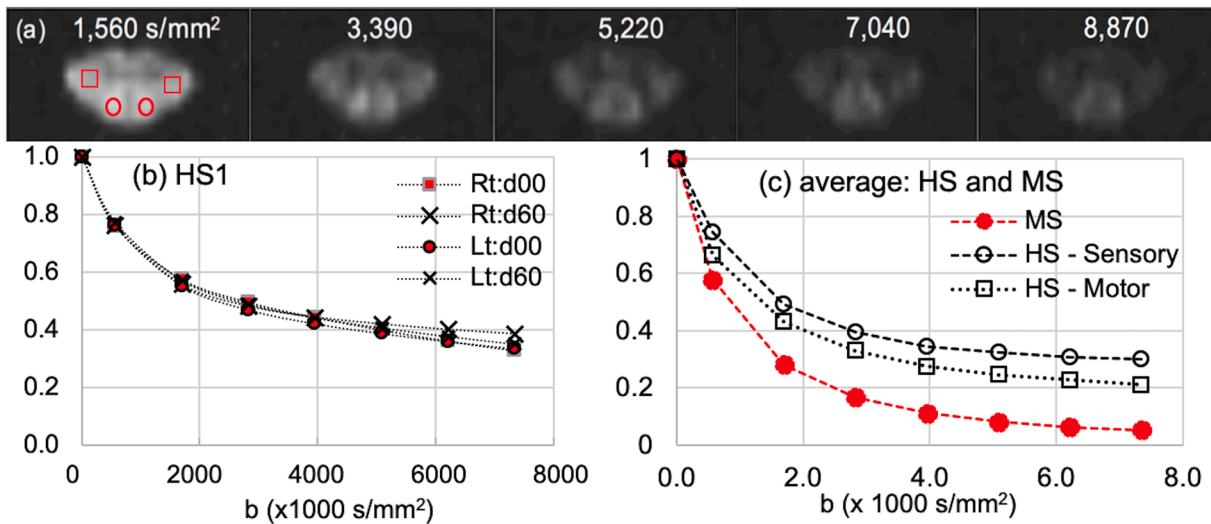 (a) 1,560 s/mm² 3,390 5,220 7,040 8,870
(b) HS1
Rt:d00
Rt:d60
Lt:d00
Lt:d60
1.0
0.8
0.6
0.4
0.2
0.0
0 2000 4000 6000 8000
b (x1000 s/mm²)
(c) average: HS and MS
MS
HS - Sensory
HS - Motor
1
0.8
0.6
0.4
0.2
0
0.0 2.0 4.0 6.0 8.0
b (x 1000 s/mm²)